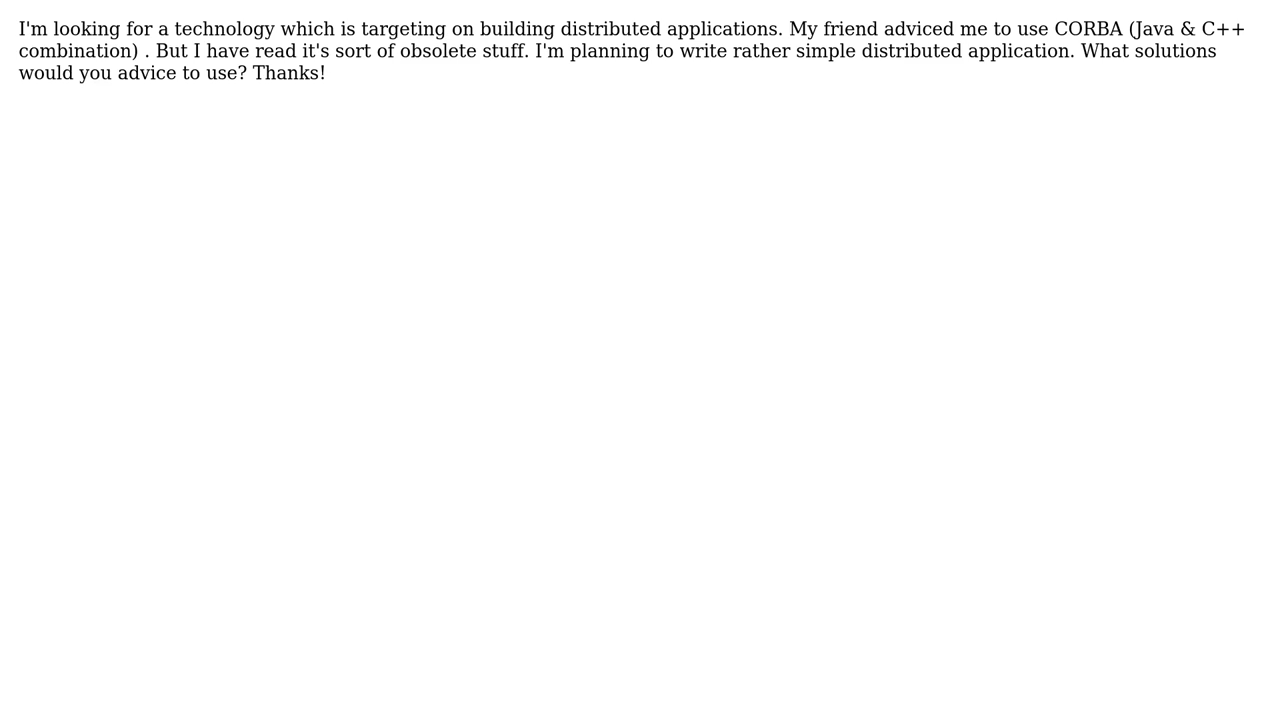 I'm looking for a technology which is targeting on building distributed applications. My friend adviced me to use CORBA (Java & C++
combination) . But I have read it's sort of obsolete stuff. I'm planning to write rather simple distributed application. What solutions
would you advice to use? Thanks!